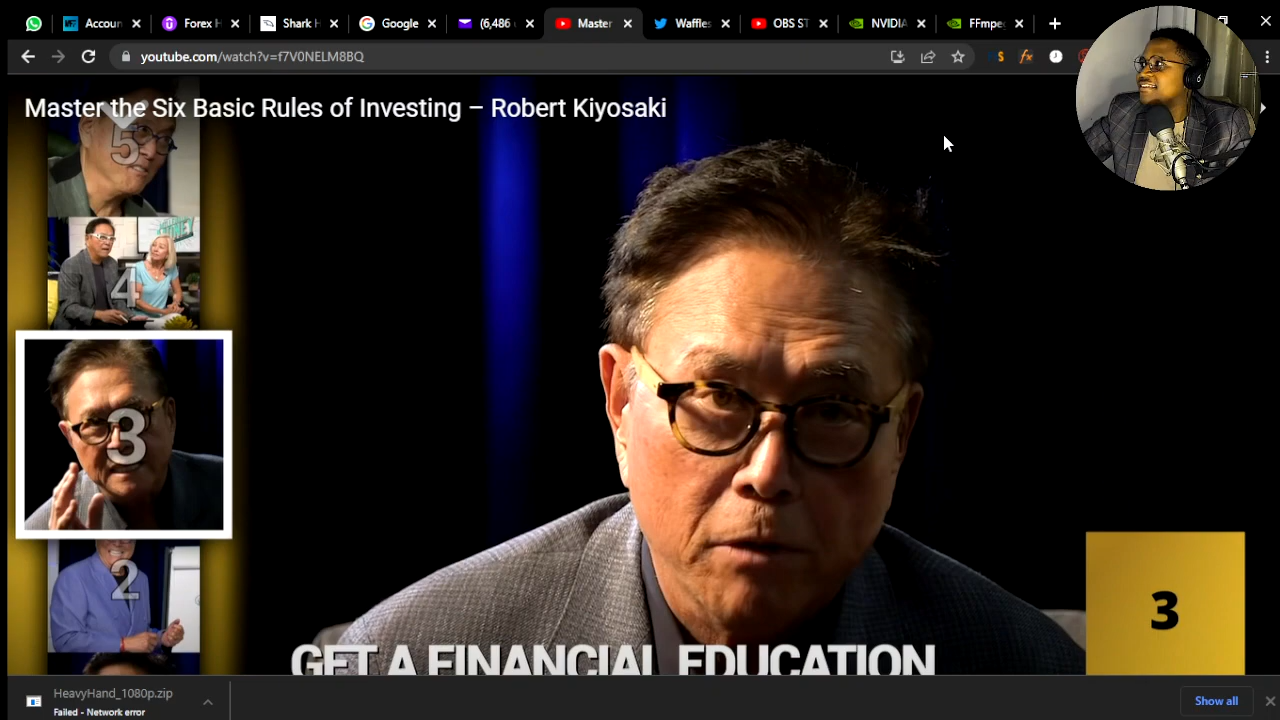 Accoun
Forex H
Shark H
Google
(6,486
Master
Waffles
OBS ST
NVIDIA
FFmpeg
youtube.com/watch?v=f7V0NELM8BQ
Master the Six Basic Rules of Investing – Robert Kiyosaki
5
4
3
2
GET A FINANCIAL EDUCATION
3
HeavyHand_1080p.zip
Failed - Network error
Show all